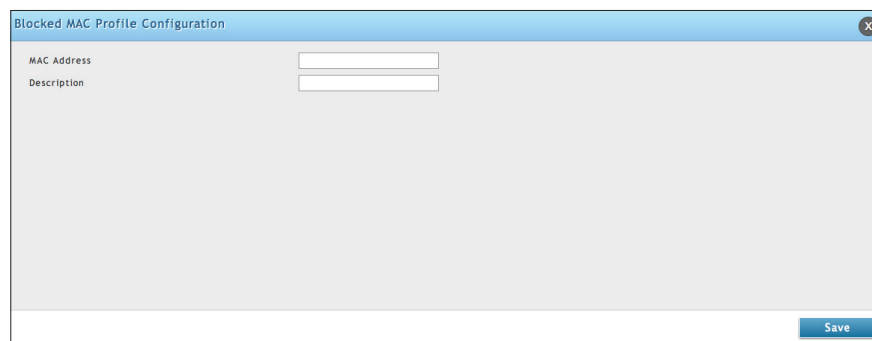 Blocked MAC Profile Configuration
X
MAC Address
Description
Save